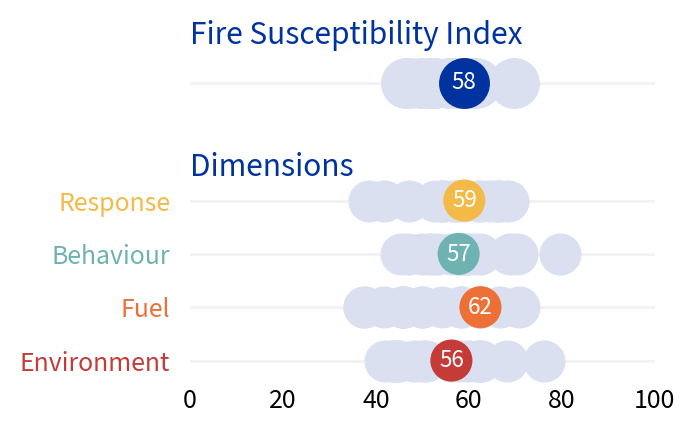 Fire Susceptibility Index
58
Dimensions
Response 59
Behaviour 57
Fuel 62
Environment 56
0 20 40 60 80 100